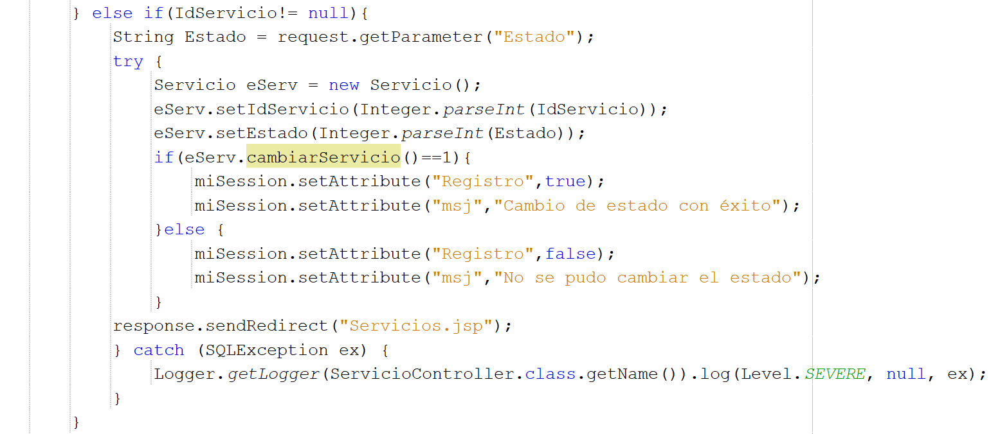 } else if(IdServicio!= null){
String Estado = request.getParameter("Estado");
try {
Servicio eServ = new Servicio();
eServ.setIdServicio(Integer.parseInt(IdServicio));
eServ.setEstado(Integer.parseInt(Estado));
if(eServ.cambiarServicio()==1){
miSession.setAttribute("Registro",true);
miSession.setAttribute("msj","Cambio de estado con éxito");
}else {
miSession.setAttribute("Registro",false);
miSession.setAttribute("msj","No se pudo cambiar el estado");
}
response.sendRedirect("Servicios.jsp");
} catch (SQLException ex) {
Logger.getLogger(ServicioController.class.getName()).log(Level.SEVERE, null, ex);
}
}